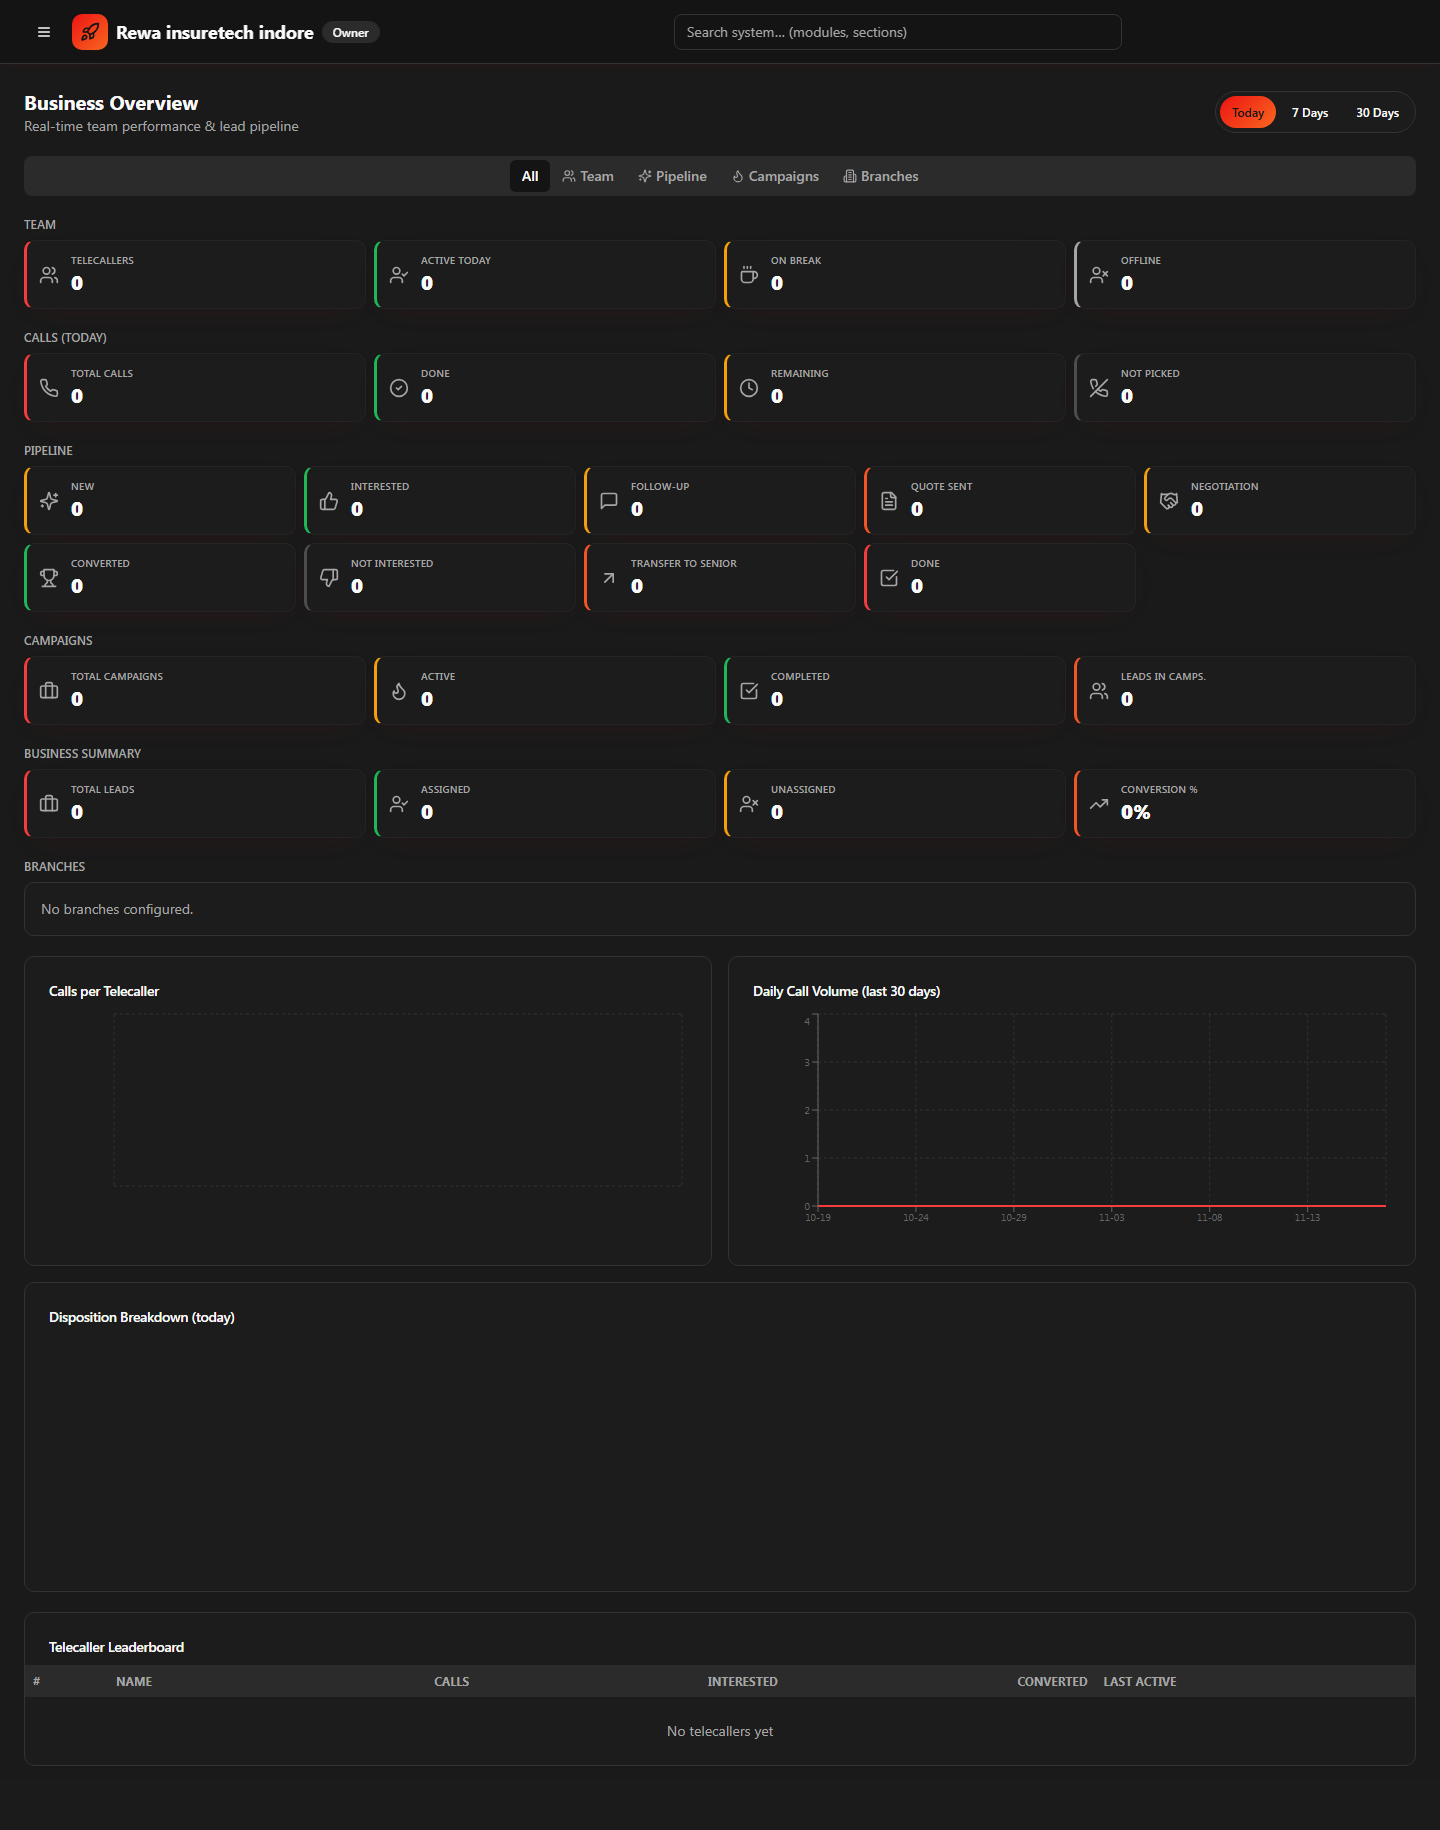 Rewa insuretech indore Owner
Search system... (modules, sections)
Business Overview
Real-time team performance & lead pipeline
Today 7 Days 30 Days
All Team Pipeline Campaigns Branches
TEAM
TELECALLERS
0
ACTIVE TODAY
0
ON BREAK
0
OFFLINE
0
CALLS (TODAY)
TOTAL CALLS
0
DONE
0
REMAINING
0
NOT PICKED
0
PIPELINE
NEW
0
INTERESTED
0
FOLLOW-UP
0
QUOTE SENT
0
NEGOTIATION
0
CONVERTED
0
NOT INTERESTED
0
TRANSFER TO SENIOR
0
DONE
0
CAMPAIGNS
TOTAL CAMPAIGNS
0
ACTIVE
0
COMPLETED
0
LEADS IN CAMPS.
0
BUSINESS SUMMARY
TOTAL LEADS
0
ASSIGNED
0
UNASSIGNED
0
CONVERSION %
0%
BRANCHES
No branches configured.
Calls per Telecaller
Daily Call Volume (last 30 days)
4
3
2
1
0
10-19 10-24 10-29 11-03 11-08 11-13
Disposition Breakdown (today)
Telecaller Leaderboard
# NAME CALLS INTERESTED CONVERTED LAST ACTIVE
No telecallers yet